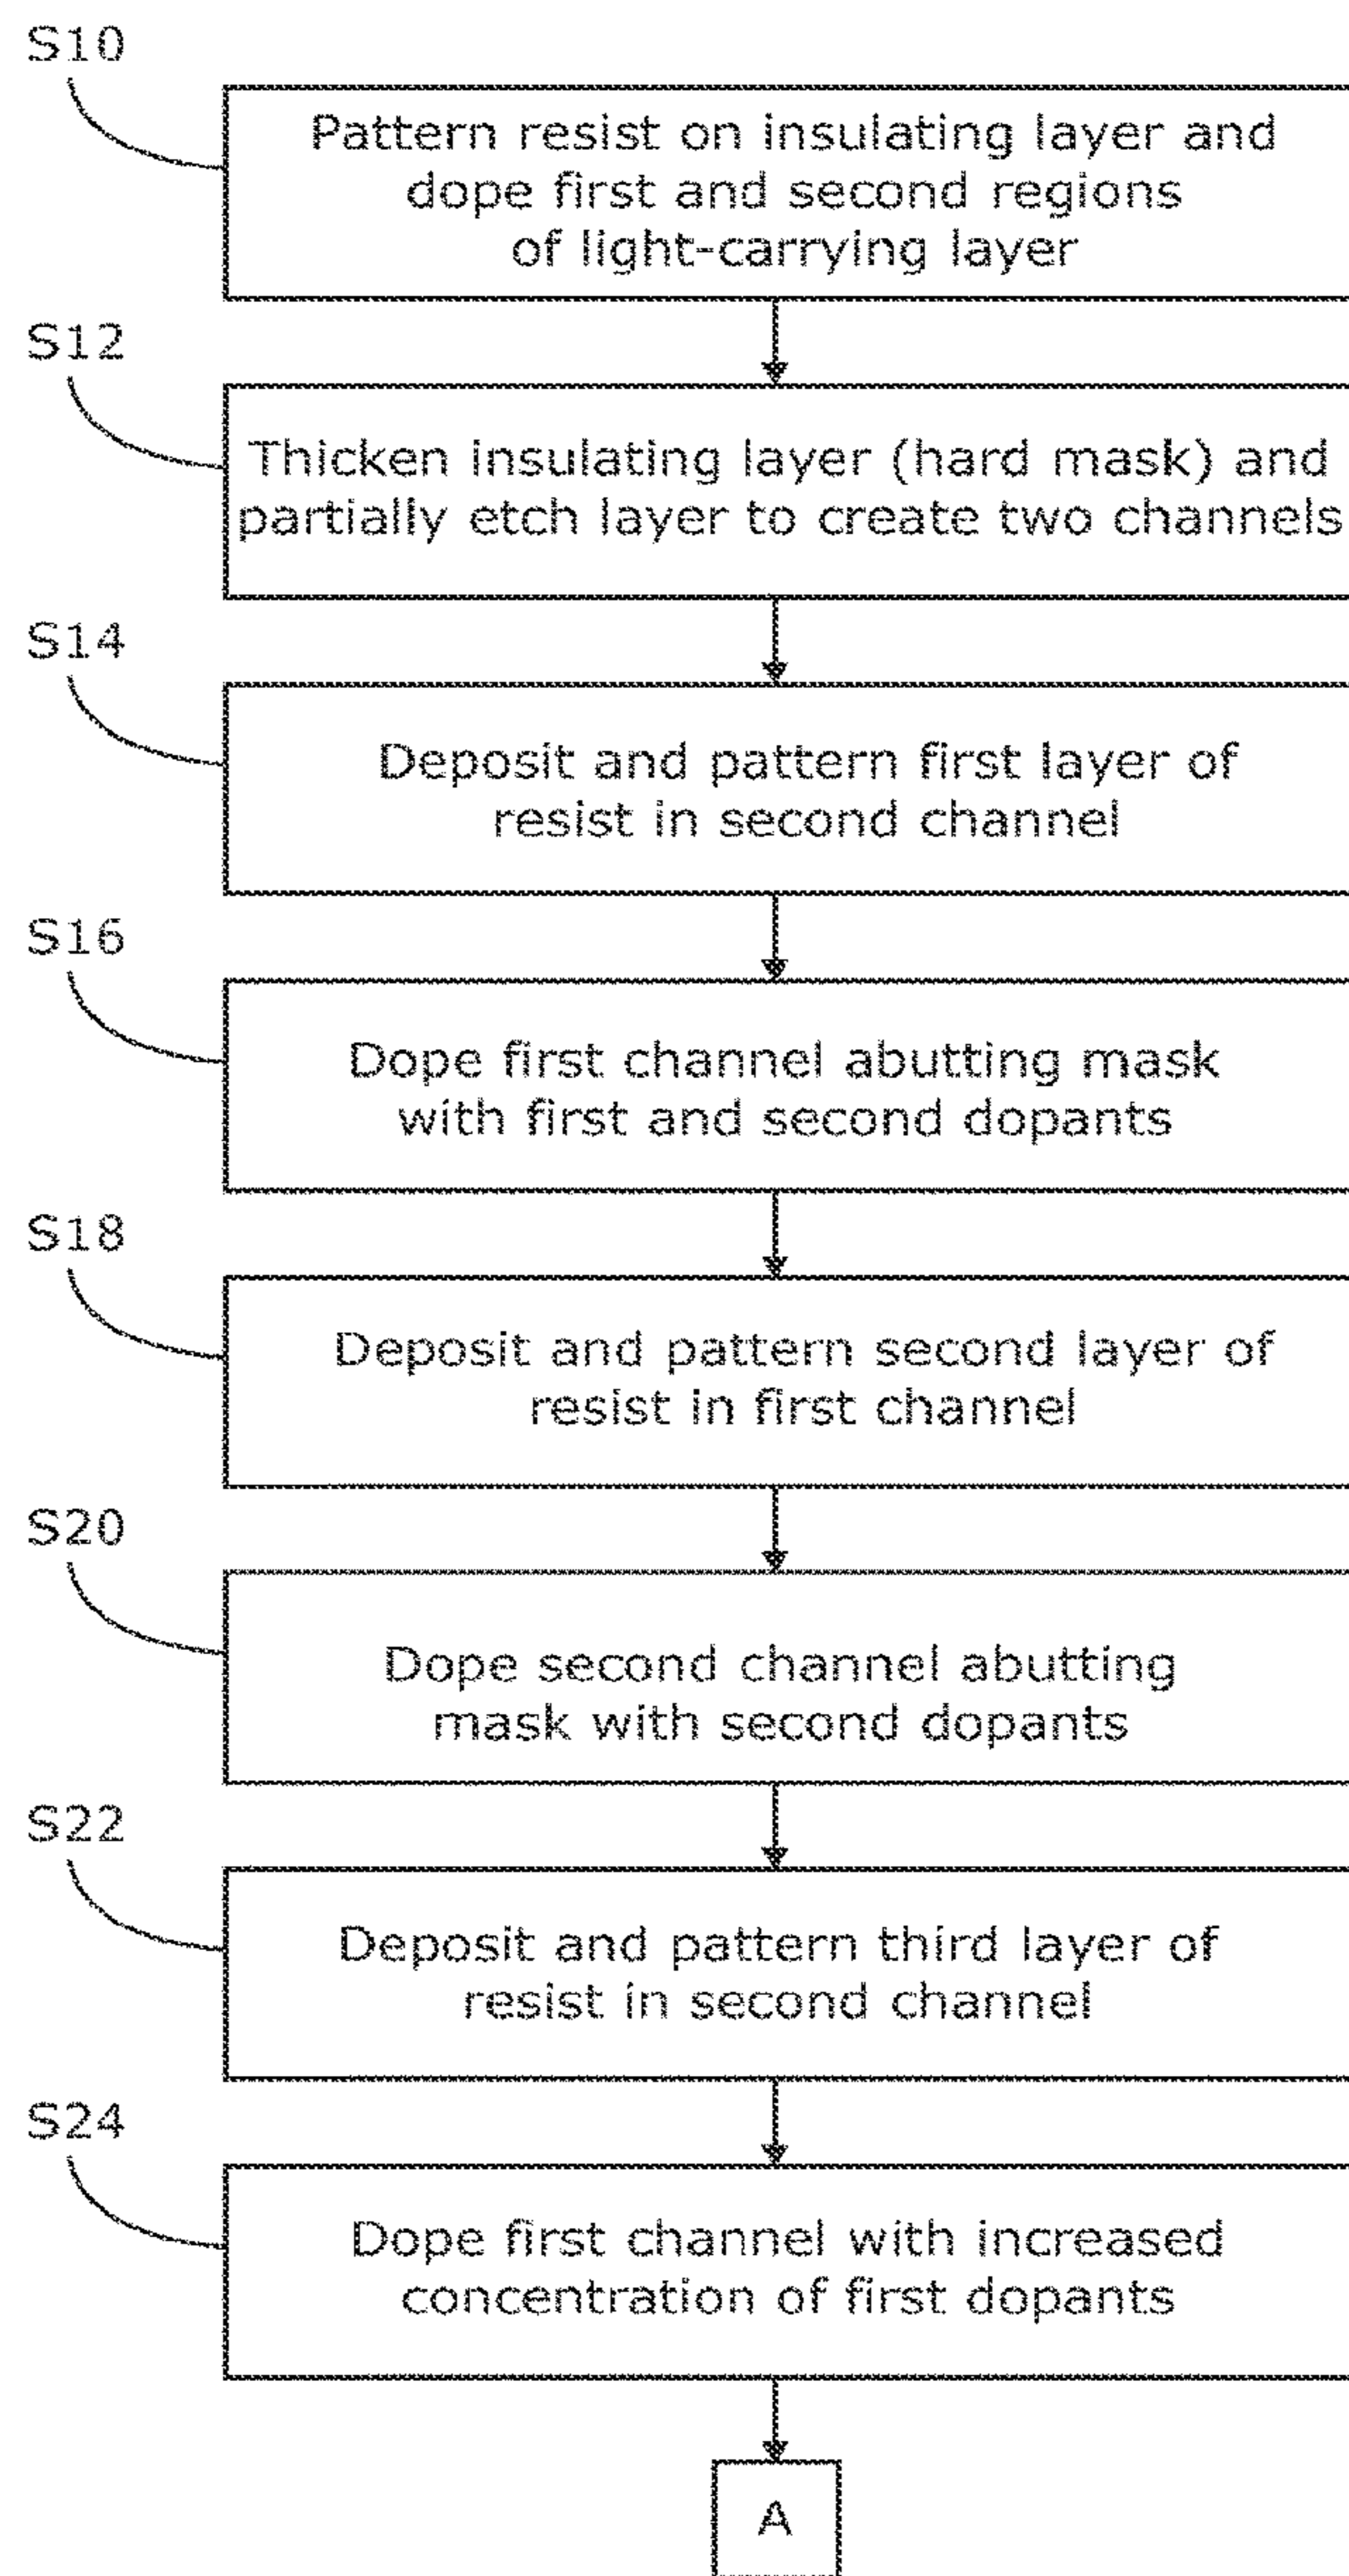 S10
Pattern resist on insulating layer and
dope first and second regions
of light-carrying layer
S12
Thicken insulating layer (hard mask) and
partially etch layer to create two channels
S14
Deposit and pattern first layer of
resist in second channel
S16
Dope first channel abutting mask
with first and second dopants
S18
Deposit and pattern second layer of
resist in first channel
S20
Dope second channel abutting
mask with second dopants
S22
Deposit and pattern third layer of
resist in second channel
S24
Dope first channel with increased
concentration of first dopants
A